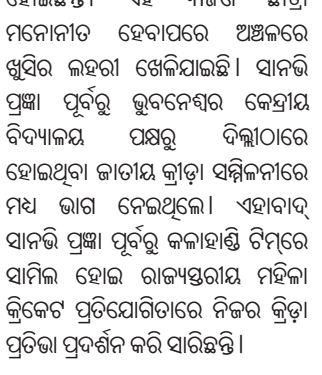 ମନୋନୀତ ହେବାପରେ ଅଞ୍ଚଳରେ
ଖୁସିର ଲହରୀ ଖେଳିଯାଇଛି। ସାନଭି
ପ୍ରଜ୍ଞା ପୂର୍ବରୁ ଭୁବନେଶ୍ୱର କେନ୍ଦ୍ରୀୟ
ବିଦ୍ୟାଳୟ ପକ୍ଷରୁ ଦିଲ୍ଲୀଠାରେ
ହୋଇଥିବା ଜାତୀୟ କ୍ରୀଡ଼ା ସମ୍ମିଳନୀରେ
ମଧ୍ୟ ଭାଗ ନେଇଥିଲେ। ଏହାବାଦ୍
ସାନଭି ପ୍ରଜ୍ଞା ପୂର୍ବରୁ କଳାହାଣ୍ଡି ଟିମ୍‌ରେ
ସାମିଲ ହୋଇ ରାଜ୍ୟସ୍ତରୀୟ ମହିଳା
କ୍ରିକେଟ ପ୍ରତିଯୋଗିତାରେ ନିଜର କ୍ରିଡ଼ା
ପ୍ରତିଭା ପ୍ରଦର୍ଶନ କରି ସାରିଛନ୍ତି।